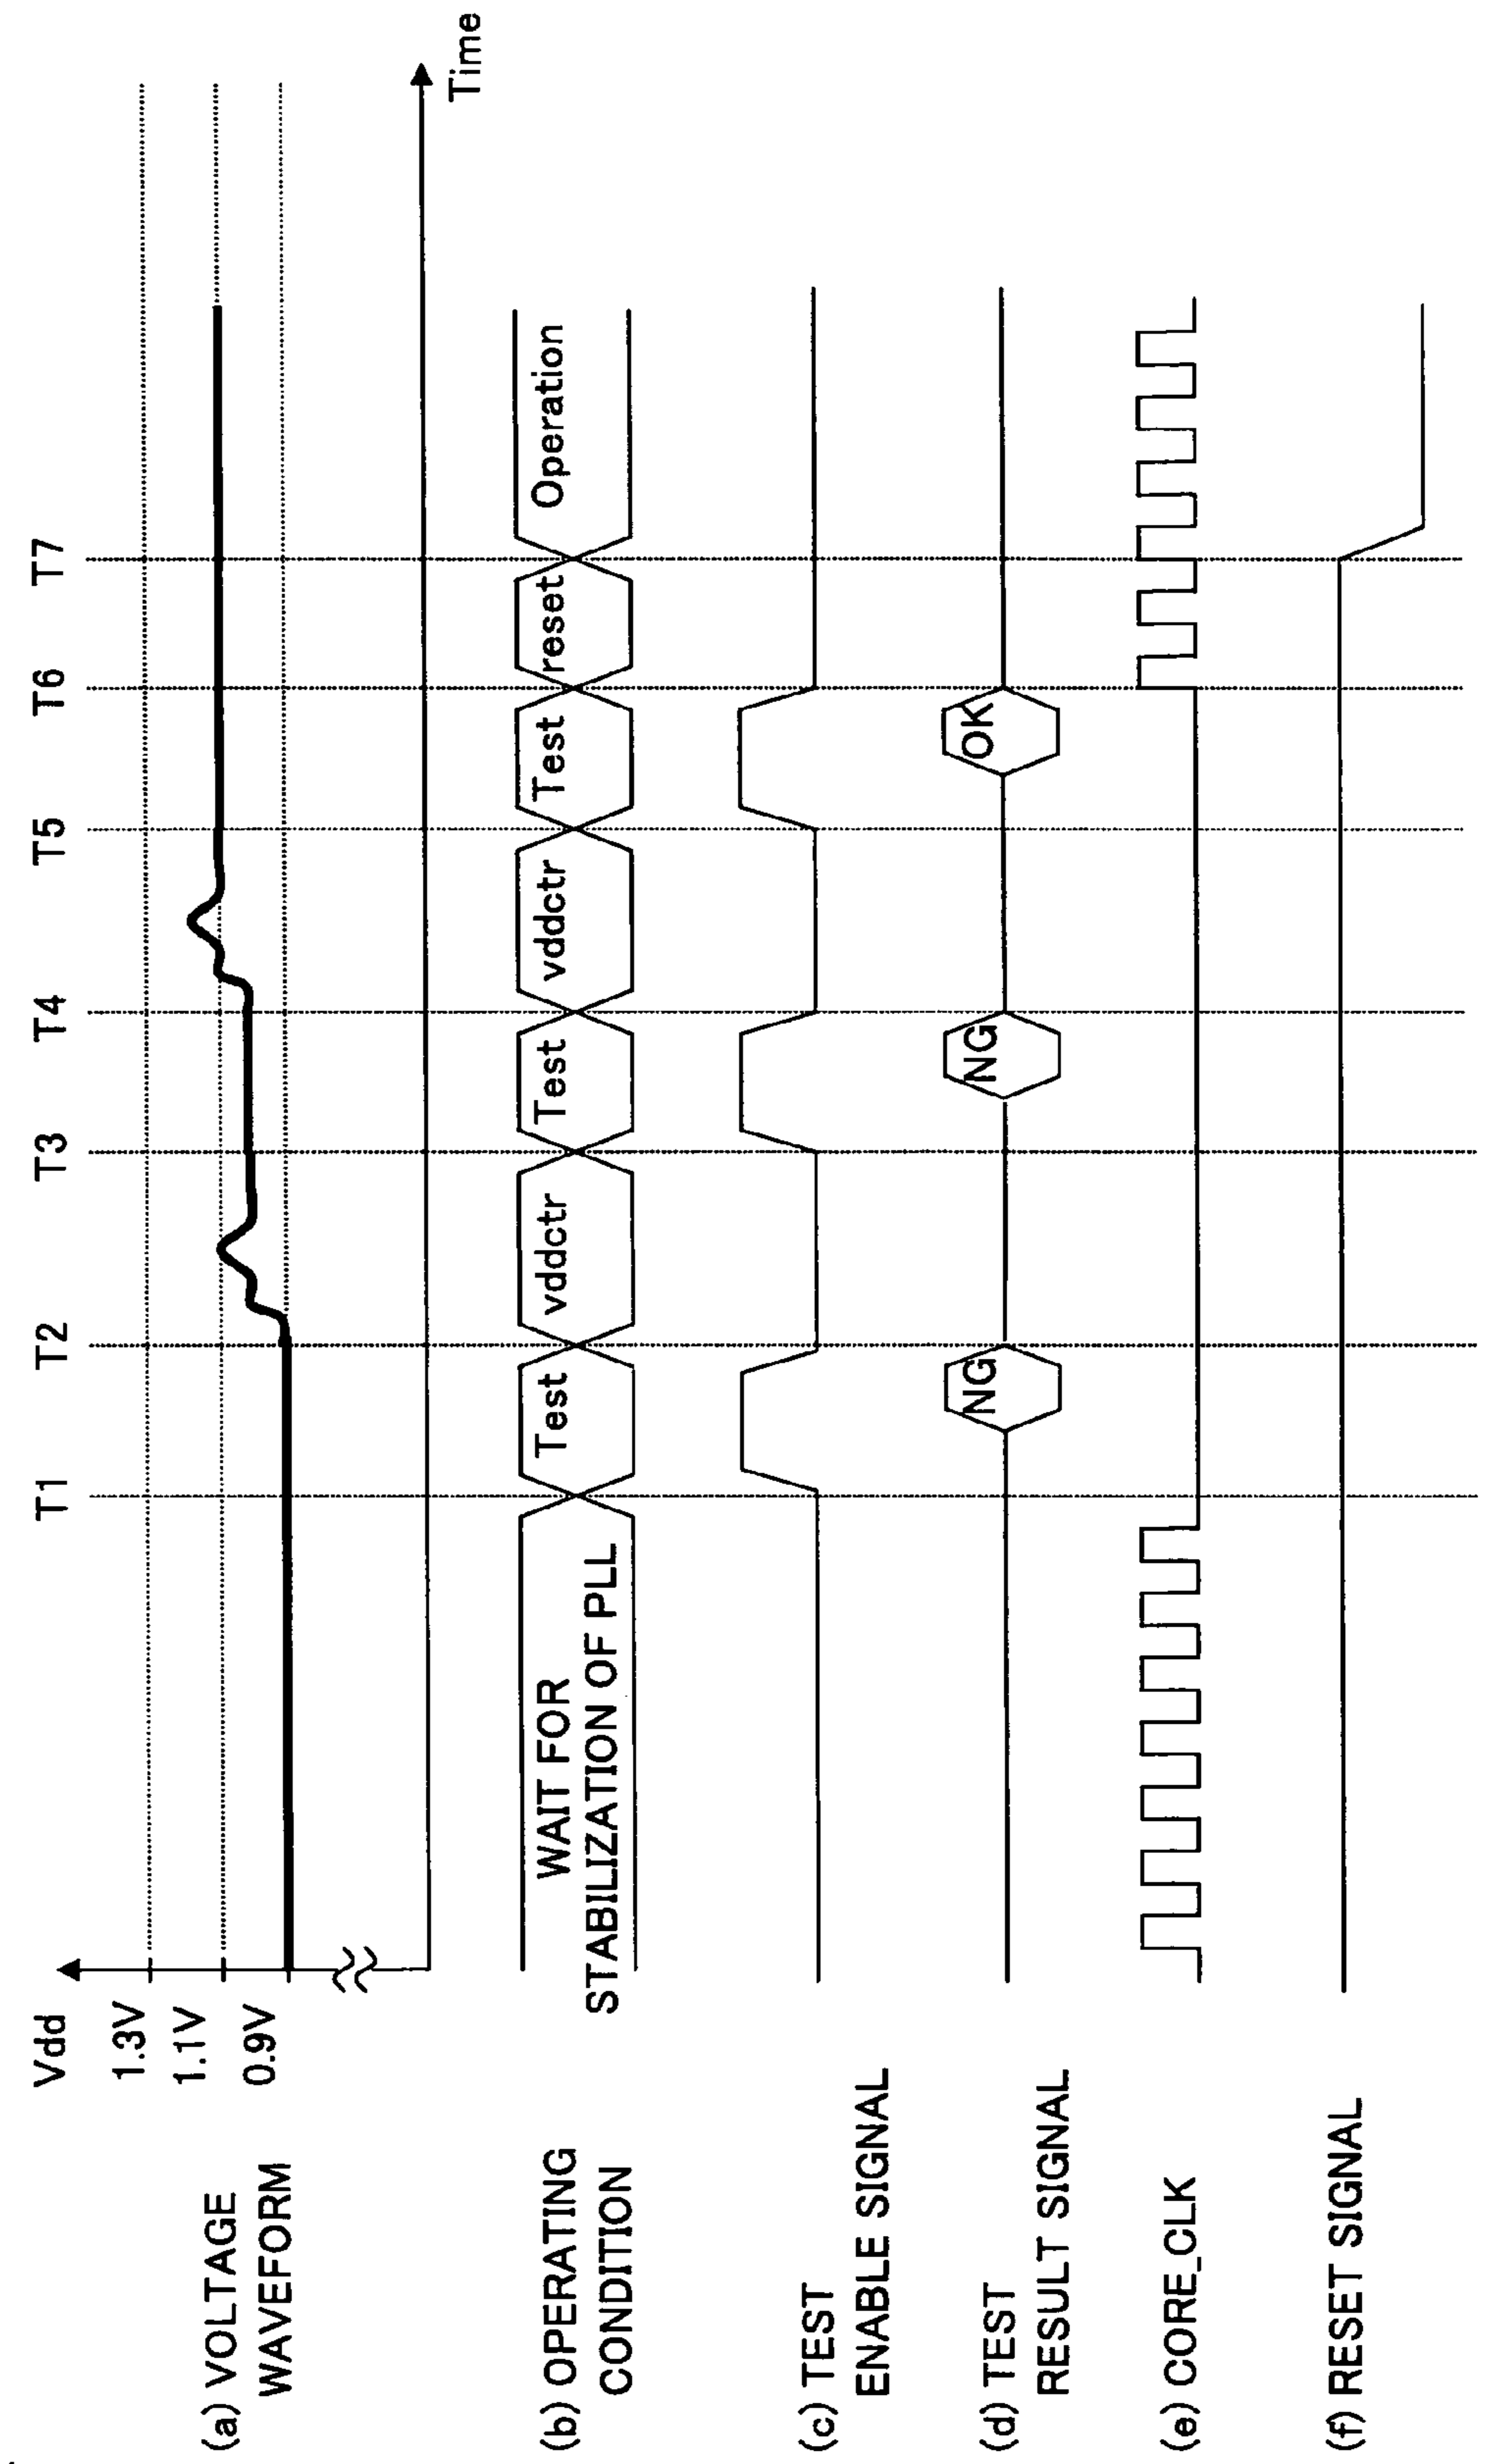 T1 T2 T3 T4 T5 T6 T7
Vdd
1.3V
1.1V
0.9V
(a) VOLTAGE
WAVEFORM
Time
(b) OPERATING
CONDITION
WAIT FOR
STABILIZATION OF PLL
Test vddctr Test vddctr Test reset Operation
(c) TEST
ENABLE SIGNAL
(d) TEST
RESULT SIGNAL
NG NG OK
(e) CORE_CLK
(f) RESET SIGNAL